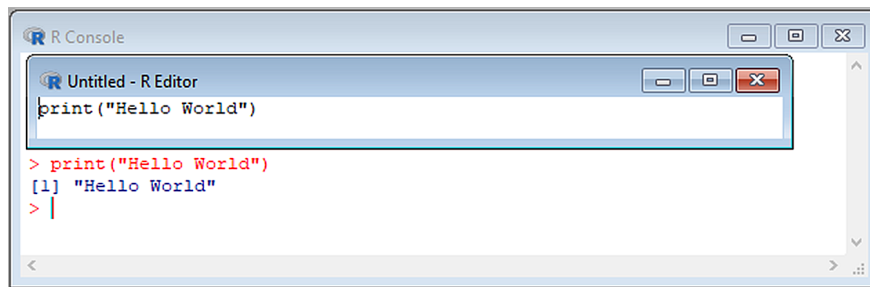 R Console
Untitled - R Editor
print("Hello World")
> print("Hello World")
[1] "Hello World"
>